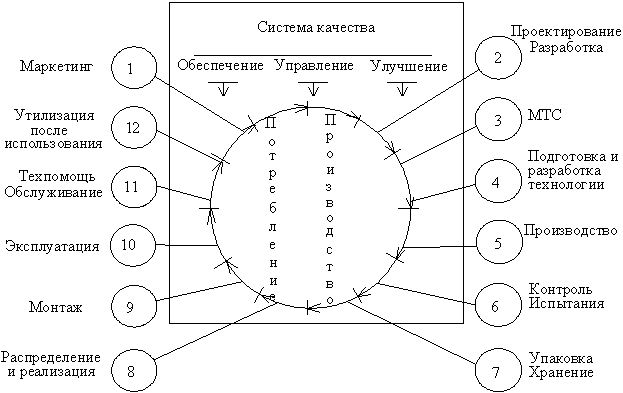 Система качества
Обеспечение Управление Улучшение
Маркетинг
1
2
Проектирование
Разработка
Утилизация
после
использования
12
3
МТС
Техпомощь
Обслуживание
11
4
Подготовка и
разработка
технологии
Эксплуатация
10
5
Производство
Монтаж
9
6
Контроль
Испытания
Распределение
и реализация
8
7
Упаковка
Хранение
Потребление
Производство